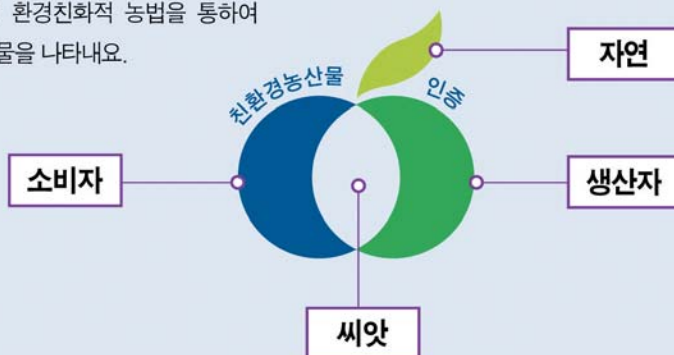 환경친화적 농법을 통하여
물을 나타내요.
친환경농산물 인증
자연
소비자
생산자
씨앗